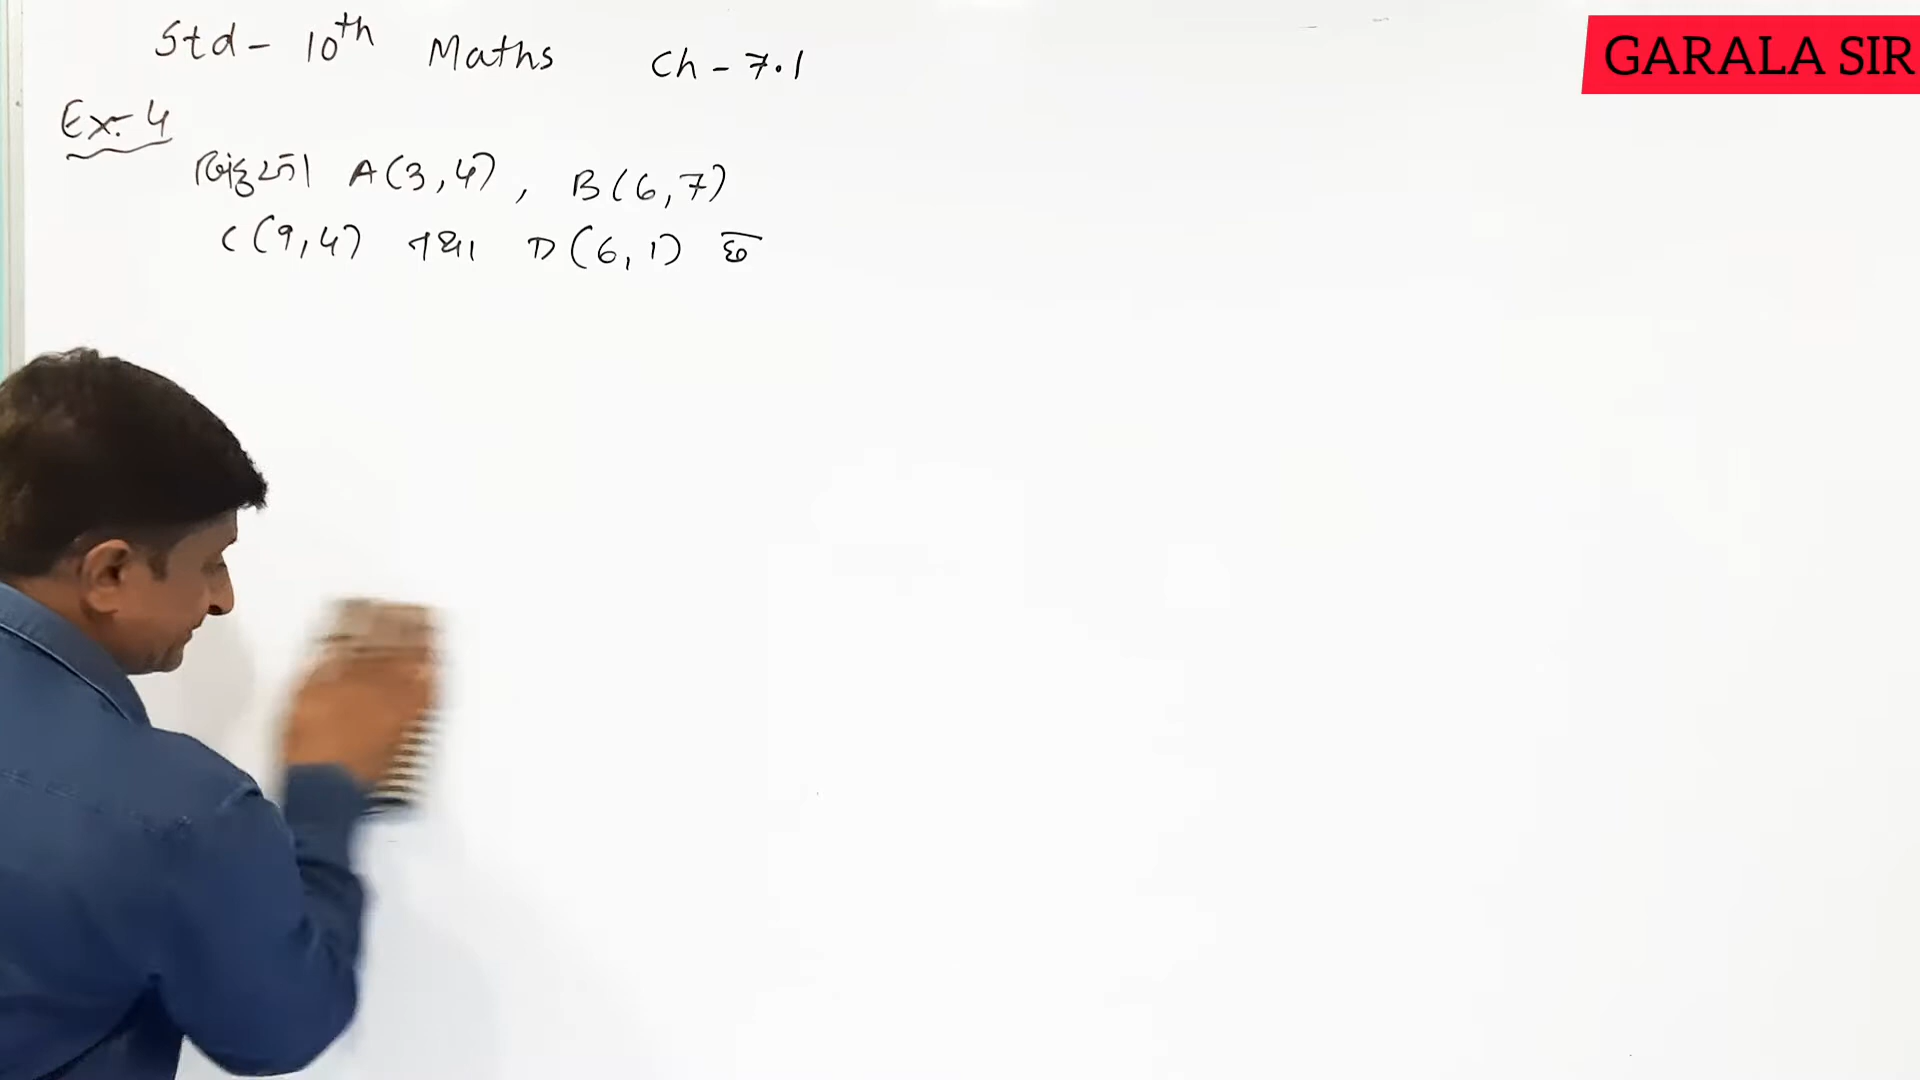 Std - 10th Maths Ch - 7.1
GARALA SIR
Ex:- 4
બિંદુઓ A(3,4), B(6,7)
C(9,4) તથા D(6,1) છે